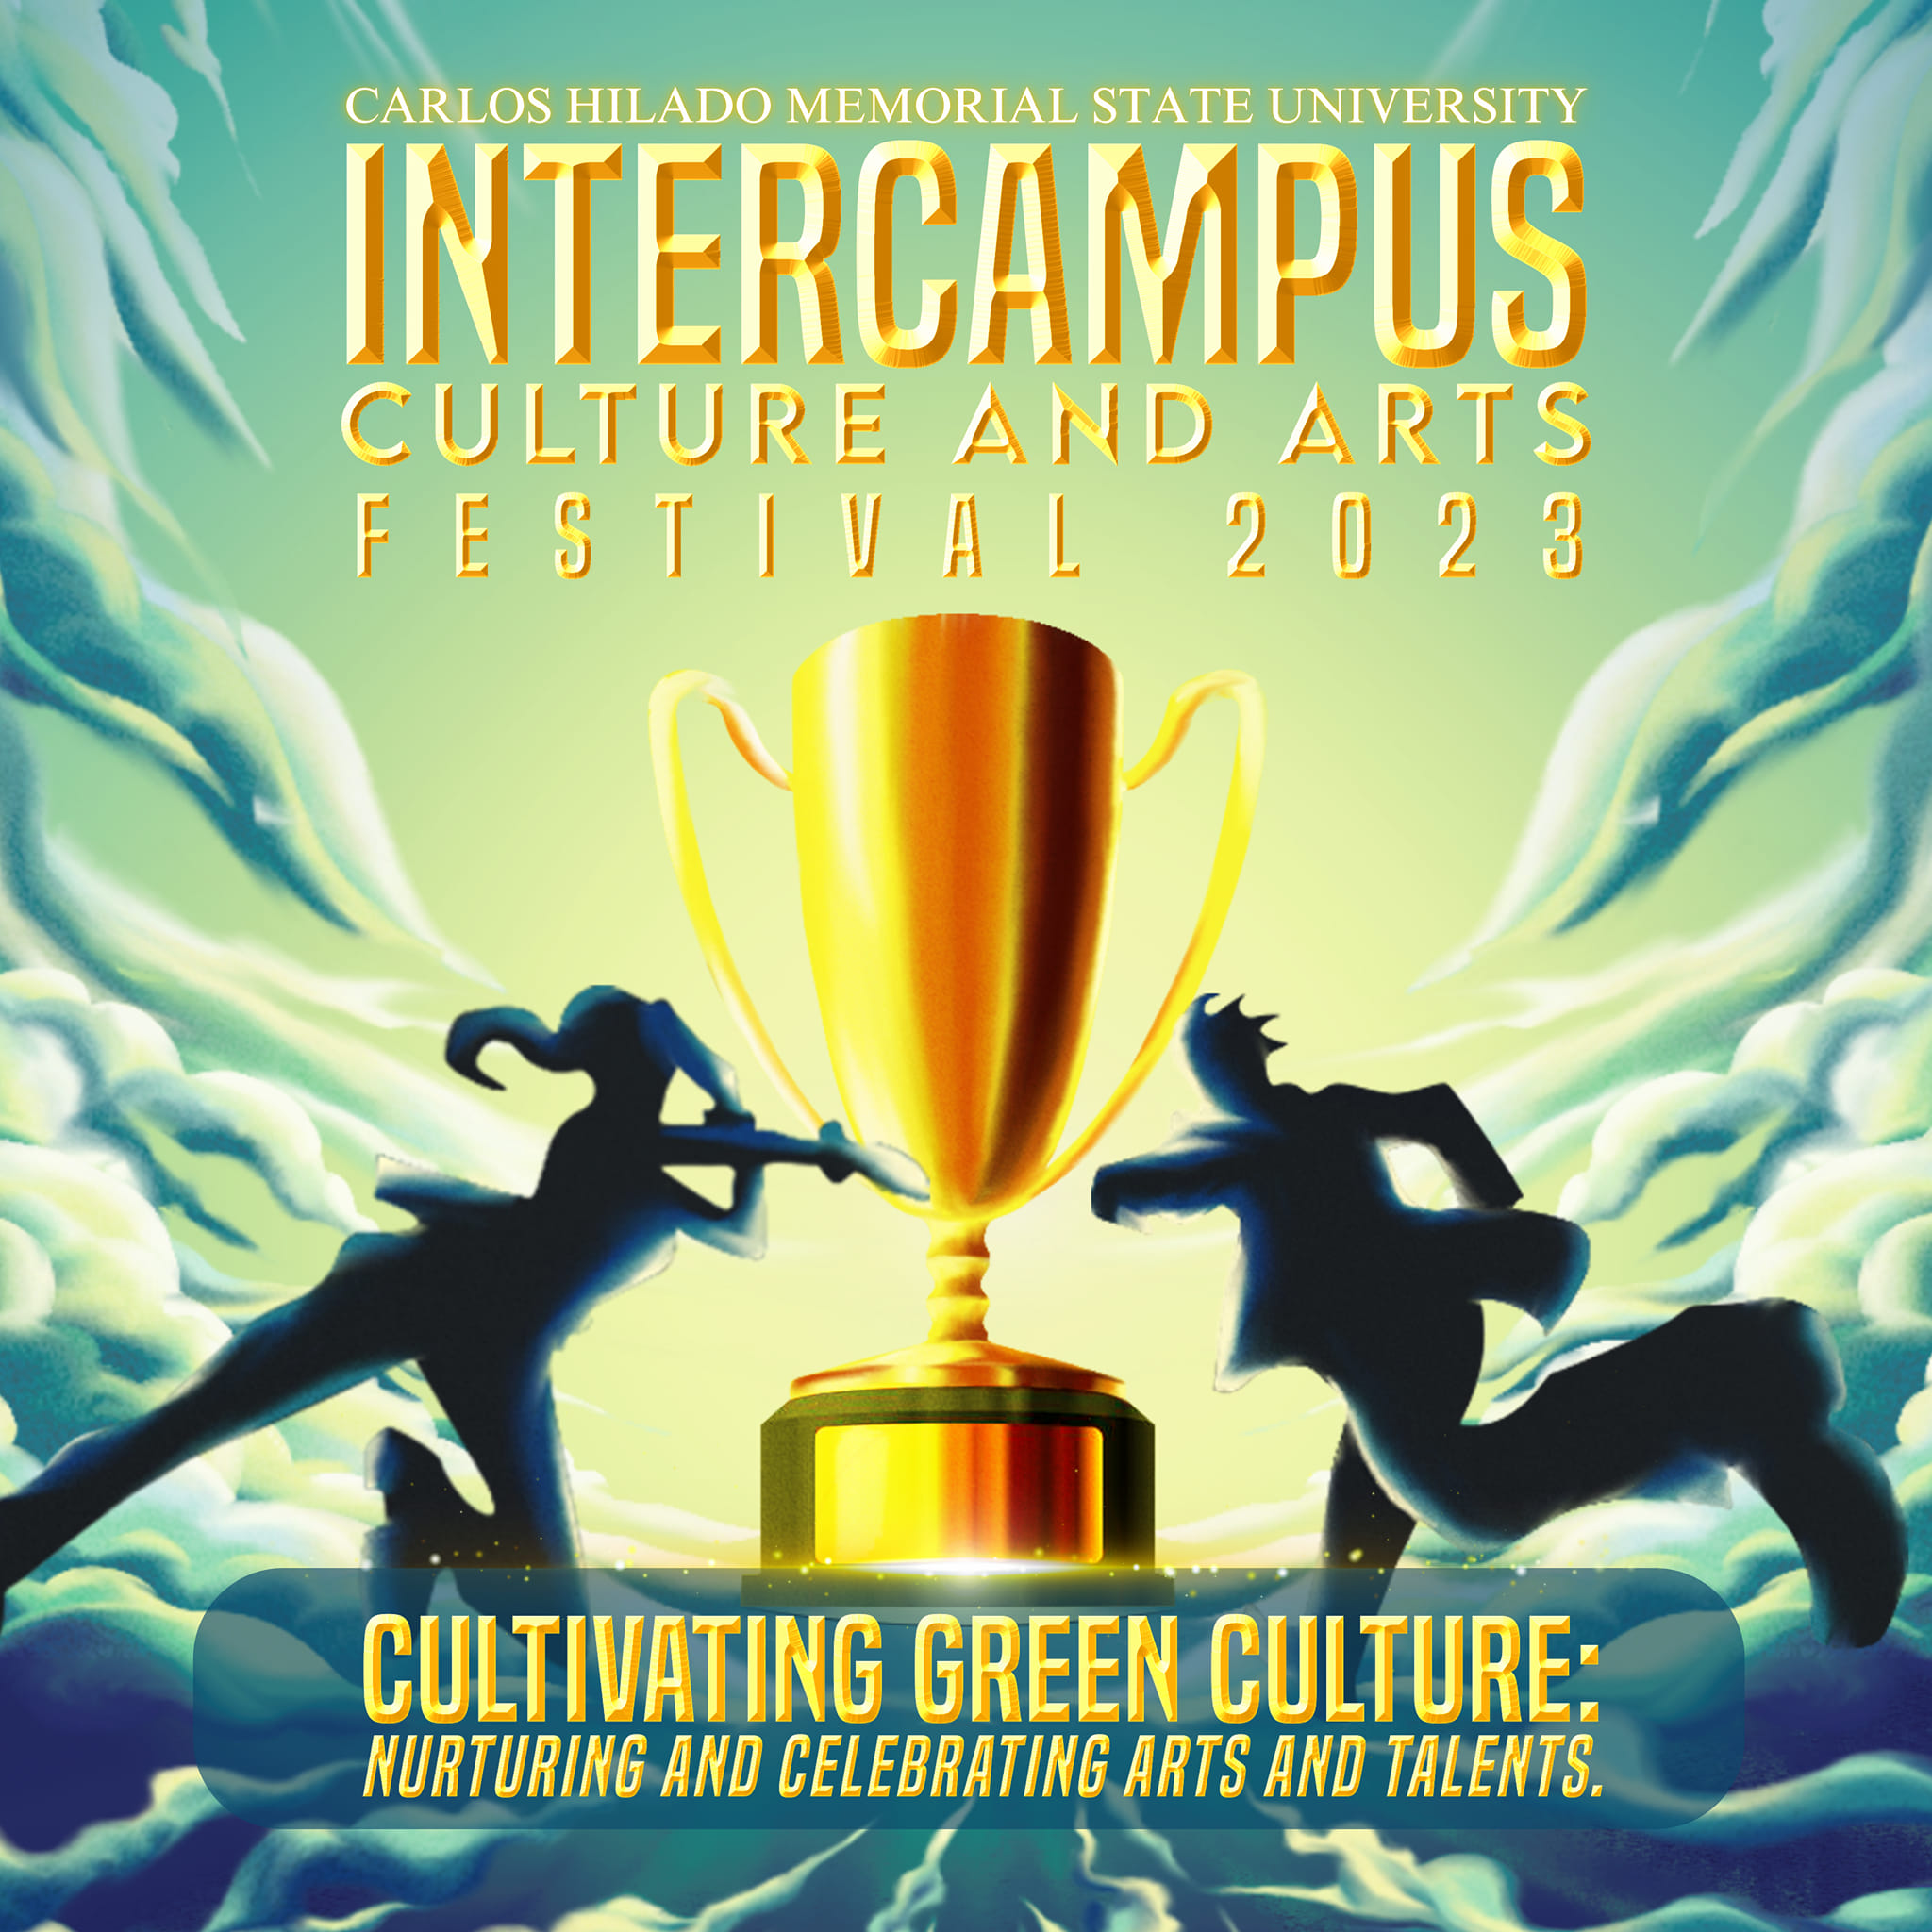 CARLOS HILADO MEMORIAL STATE UNIVERSITY
INTERCAMPUS
CULTURE AND ARTS
FESTIVAL 2023
CULTIVATING GREEN CULTURE:
NURTURING AND CELEBRATING ARTS AND TALENTS.